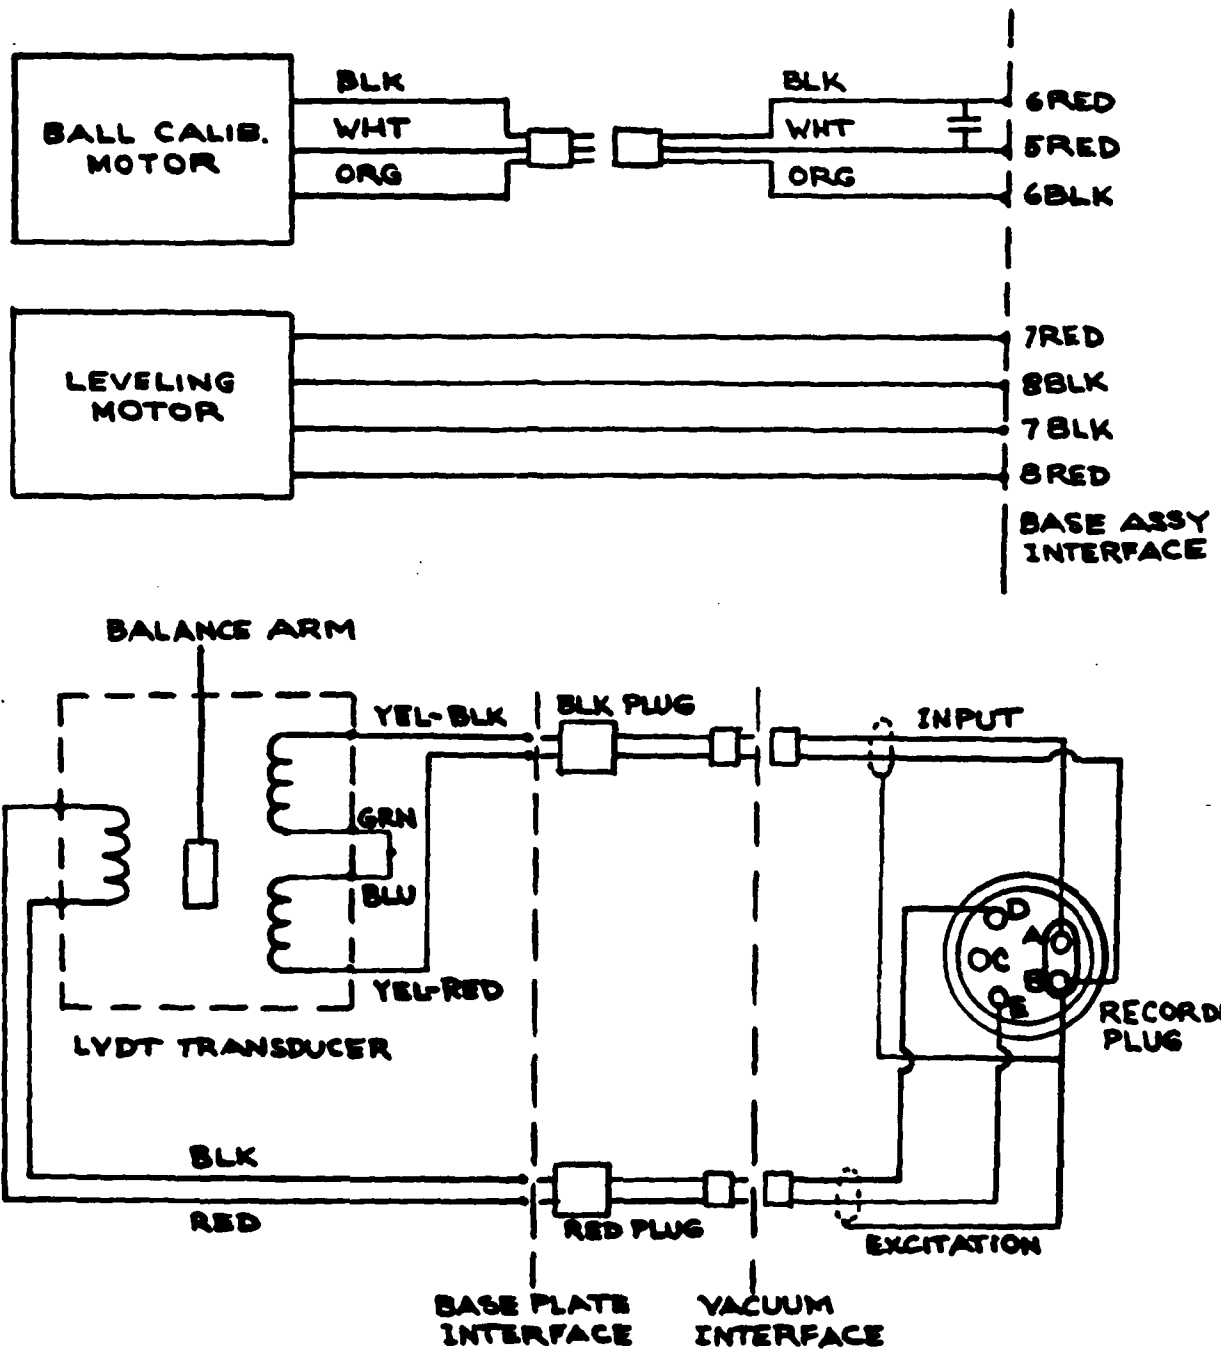 BLK
BLK
6RED
BALL CALIB.
MOTOR
WHT
WHT
5RED
ORG
ORG
6BLK
LEVELING
MOTOR
7RED
8BLK
7BLK
8RED
BASE ASSY
INTERFACE
BALANCE ARM
YEL-BLK
BLK PLUG
INPUT
GRN
BLU
YEL-RED
LVDT TRANSDUCER
D
A
C
B
E
RECORD
PLUG
BLK
RED
RED PLUG
EXCITATION
BASE PLATE
INTERFACE
VACUUM
INTERFACE